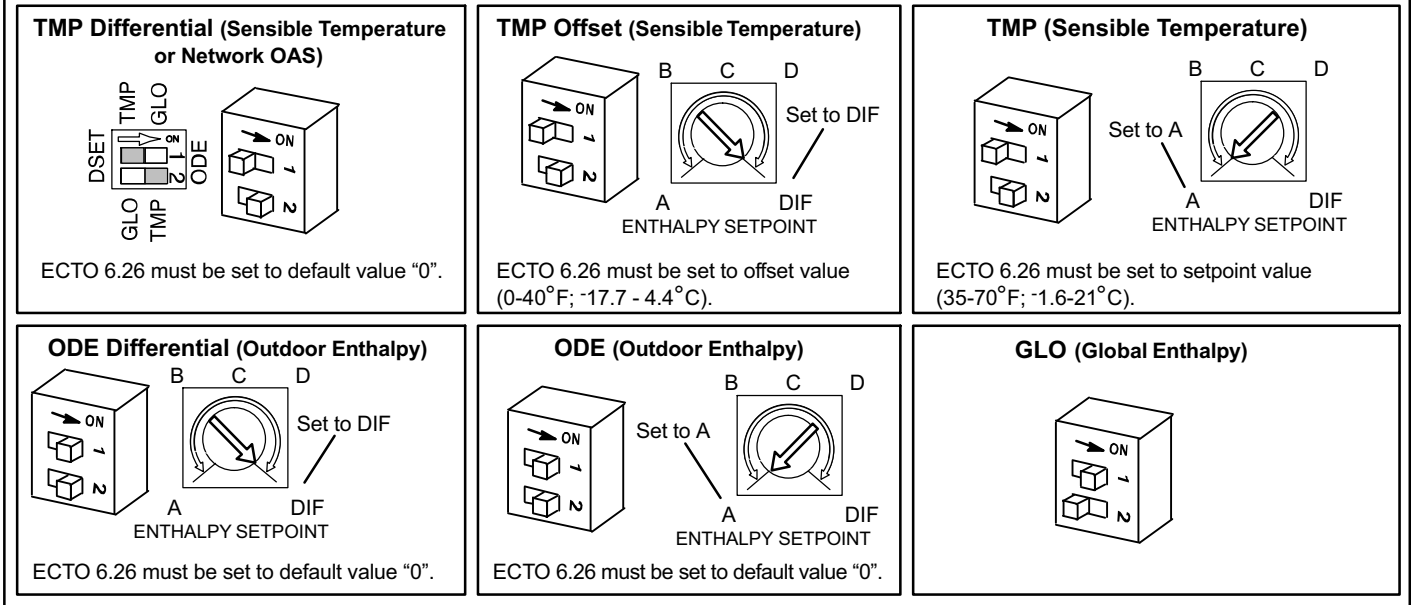 TMP Differential (Sensible Temperature
or Network OAS)
TMP
GLO
DSET
ON
1
2
ODE
GLO
TMP
ON
1
2
ECTO 6.26 must be set to default value “0”.
TMP Offset (Sensible Temperature)
ON
1
2
B C D
Set to DIF
A DIF
ENTHALPY SETPOINT
ECTO 6.26 must be set to offset value
(0-40°F; -17.7 - 4.4°C).
TMP (Sensible Temperature)
ON
1
2
B C D
Set to A
A DIF
ENTHALPY SETPOINT
ECTO 6.26 must be set to setpoint value
(35-70°F; -1.6-21°C).
ODE Differential (Outdoor Enthalpy)
ON
1
2
B C D
Set to DIF
A DIF
ENTHALPY SETPOINT
ECTO 6.26 must be set to default value “0”.
ODE (Outdoor Enthalpy)
ON
1
2
B C D
Set to A
A DIF
ENTHALPY SETPOINT
ECTO 6.26 must be set to default value “0”.
GLO (Global Enthalpy)
ON
1
2